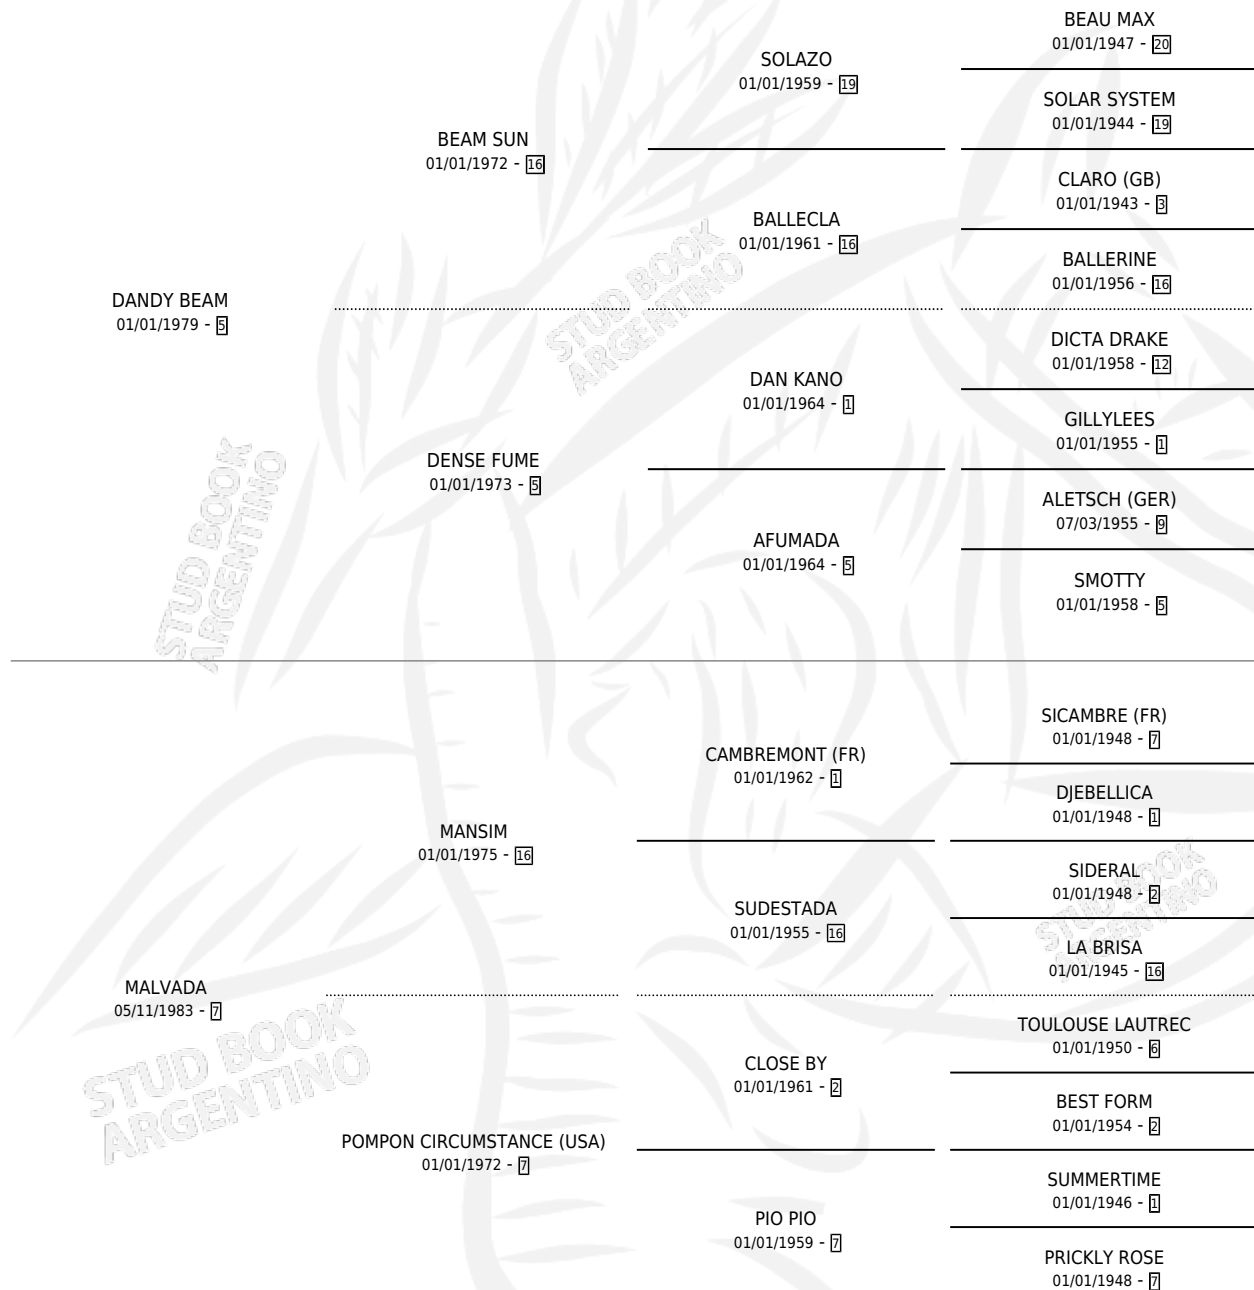 BEAU MAX
01/01/1947 - 20
SOLAZO
01/01/1959 - 19
SOLAR SYSTEM
01/01/1944 - 19
BEAM SUN
01/01/1972 - 16
CLARO (GB)
01/01/1943 - 3
BALLECLA
01/01/1961 - 16
BALLERINE
01/01/1956 - 16
DANDY BEAM
01/01/1979 - 5
STUD BOOK
ARGENTINO
DICTA DRAKE
01/01/1958 - 12
DAN KANO
01/01/1964 - 1
GILLYLEES
01/01/1955 - 1
DENSE FUME
01/01/1973 - 5
ALETSCH (GER)
07/03/1955 - 9
AFUMADA
01/01/1964 - 5
SMOTTY
01/01/1958 - 5
STUD BOOK
ARGENTINO
SICAMBRE (FR)
01/01/1948 - 7
CAMBREMONT (FR)
01/01/1962 - 1
DJEBELLICA
01/01/1948 - 1
MANSIM
01/01/1975 - 16
SIDERAL
01/01/1948 - 2
SUDESTADA
01/01/1955 - 16
STUD BOOK
ARGENTINO
LA BRISA
01/01/1945 - 16
MALVADA
05/11/1983 - 7
STUD BOOK
ARGENTINO
TOULOUSE LAUTREC
01/01/1950 - 6
CLOSE BY
01/01/1961 - 2
BEST FORM
01/01/1954 - 2
POMPON CIRCUMSTANCE (USA)
01/01/1972 - 7
SUMMERTIME
01/01/1946 - 1
PIO PIO
01/01/1959 - 7
PRICKLY ROSE
01/01/1948 - 7